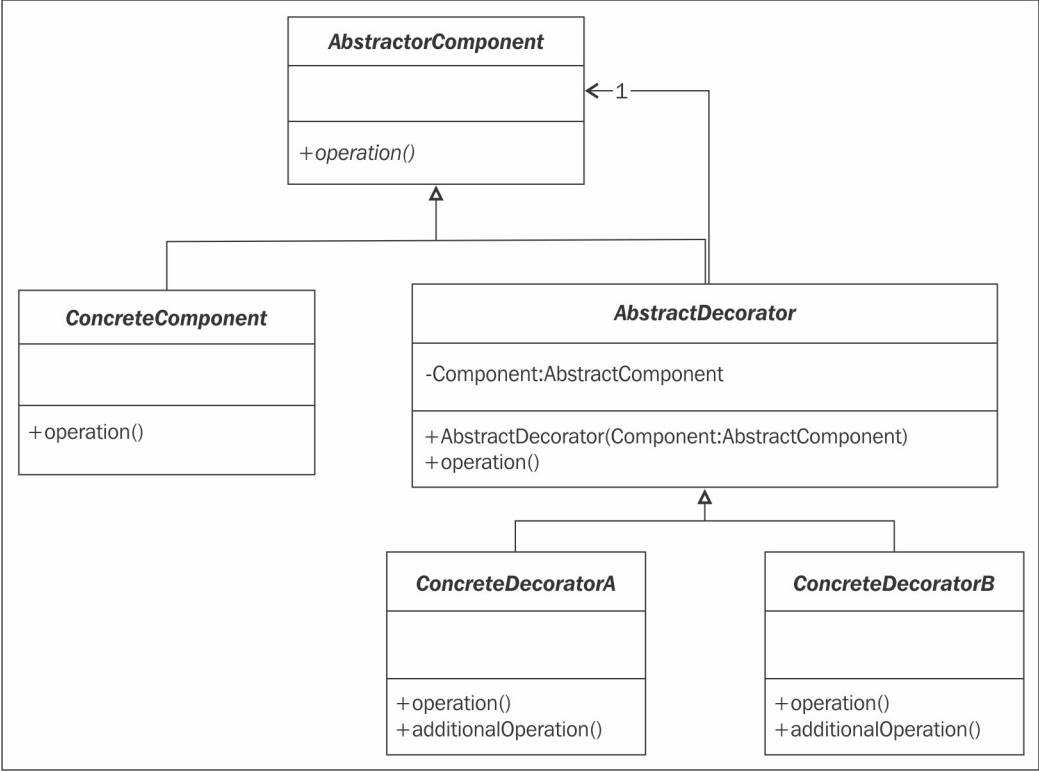 AbstractorComponent
1
+operation()
ConcreteComponent
+operation()
AbstractDecorator
-Component:AbstractComponent
+AbstractDecorator(Component:AbstractComponent)
+operation()
ConcreteDecoratorA
+operation()
+additionalOperation()
ConcreteDecoratorB
+operation()
+additionalOperation()